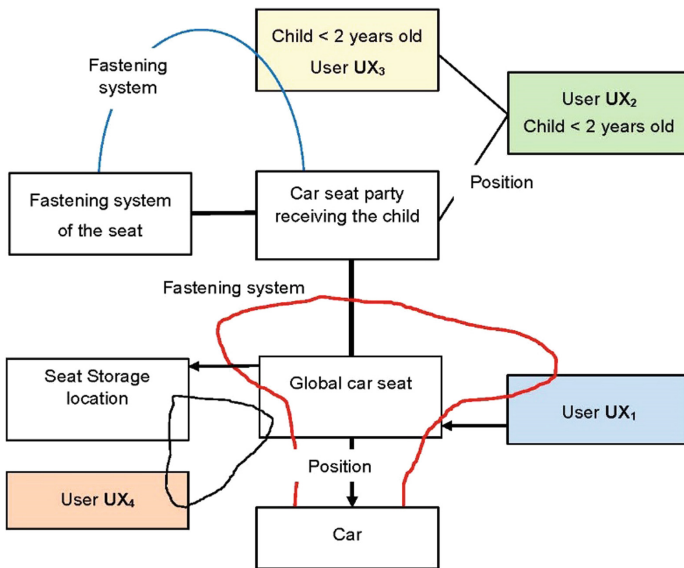 Child < 2 years old
User UX₃
Fastening
system
User UX₂
Child < 2 years old
Position
Fastening system
of the seat
Car seat party
receiving the child
Fastening system
Seat Storage
location
Global car seat
User UX₁
Position
User UX₄
Car